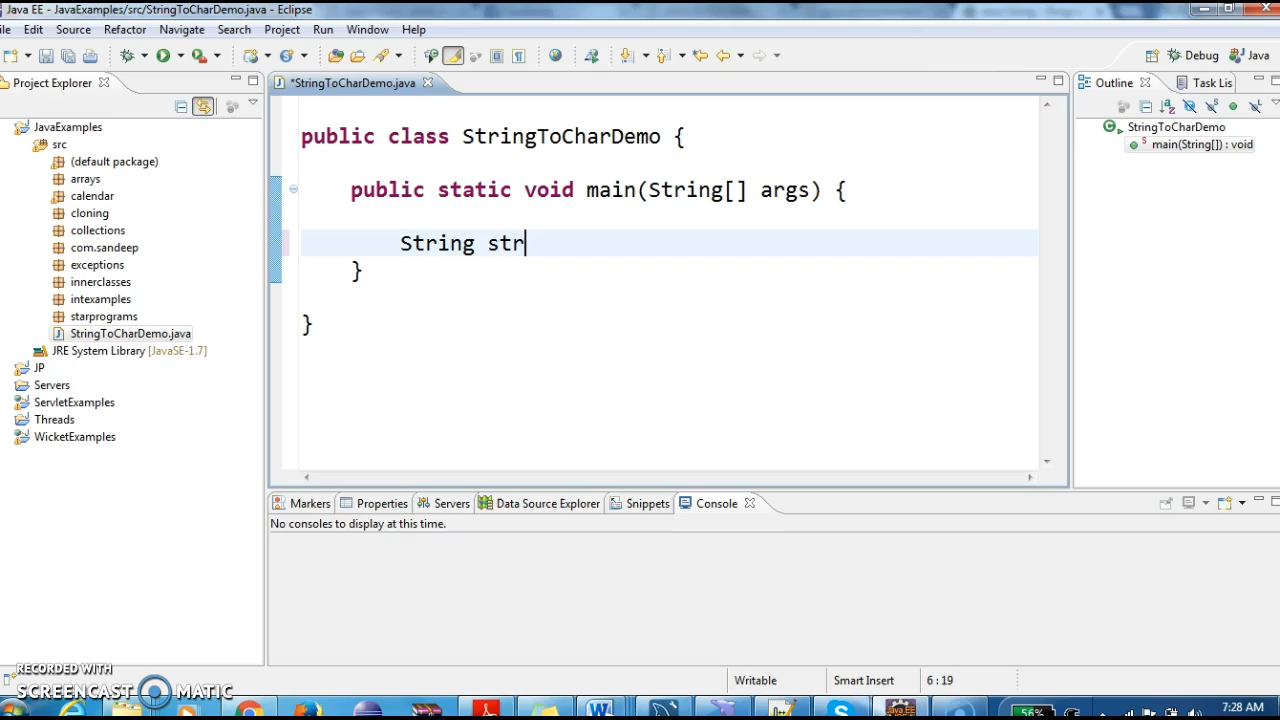 Java EE - JavaExamples/src/StringToCharDemo.java - Eclipse
Edit Source Refactor Navigate Search Project Run Window Help
Debug Java
Project Explorer
*StringToCharDemo.java
Outline Task Lis
JavaExamples
src
(default package)
arrays
calendar
cloning
collections
com.sandeep
exceptions
innerclasses
intexamples
starprograms
StringToCharDemo.java
JRE System Library [JavaSE-1.7]
JP
Servers
ServletExamples
Threads
WicketExamples
public class StringToCharDemo {
public static void main(String[] args) {
String str
}
}
StringToCharDemo
main(String[]) : void
Markers Properties Servers Data Source Explorer Snippets Console
No consoles to display at this time.
Writable Smart Insert 6 : 19
RECORDED WITH
SCREENCAST MATIC
56%
7:28 AM